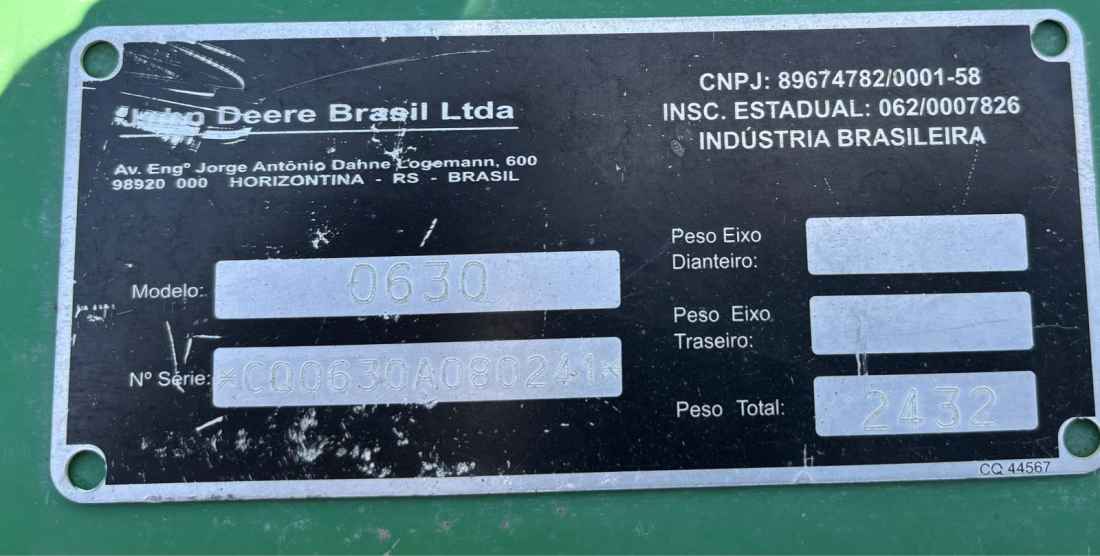 John Deere Brasil Ltda
Av. Engº Jorge Antônio Dahne Logemann, 600
98920 000 HORIZONTINA - RS - BRASIL
CNPJ: 89674782/0001-58
INSC. ESTADUAL: 062/0007826
INDÚSTRIA BRASILEIRA
Modelo: 0630
Nº Série: *CQ0630A080241*
Peso Eixo
Dianteiro:
Peso Eixo
Traseiro:
Peso Total: 2432
CQ 44567